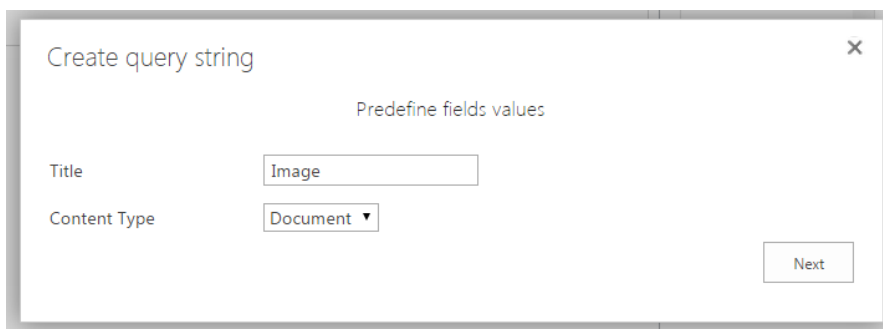 Create query string
Predefine fields values
Title Image
Content Type Document
Next